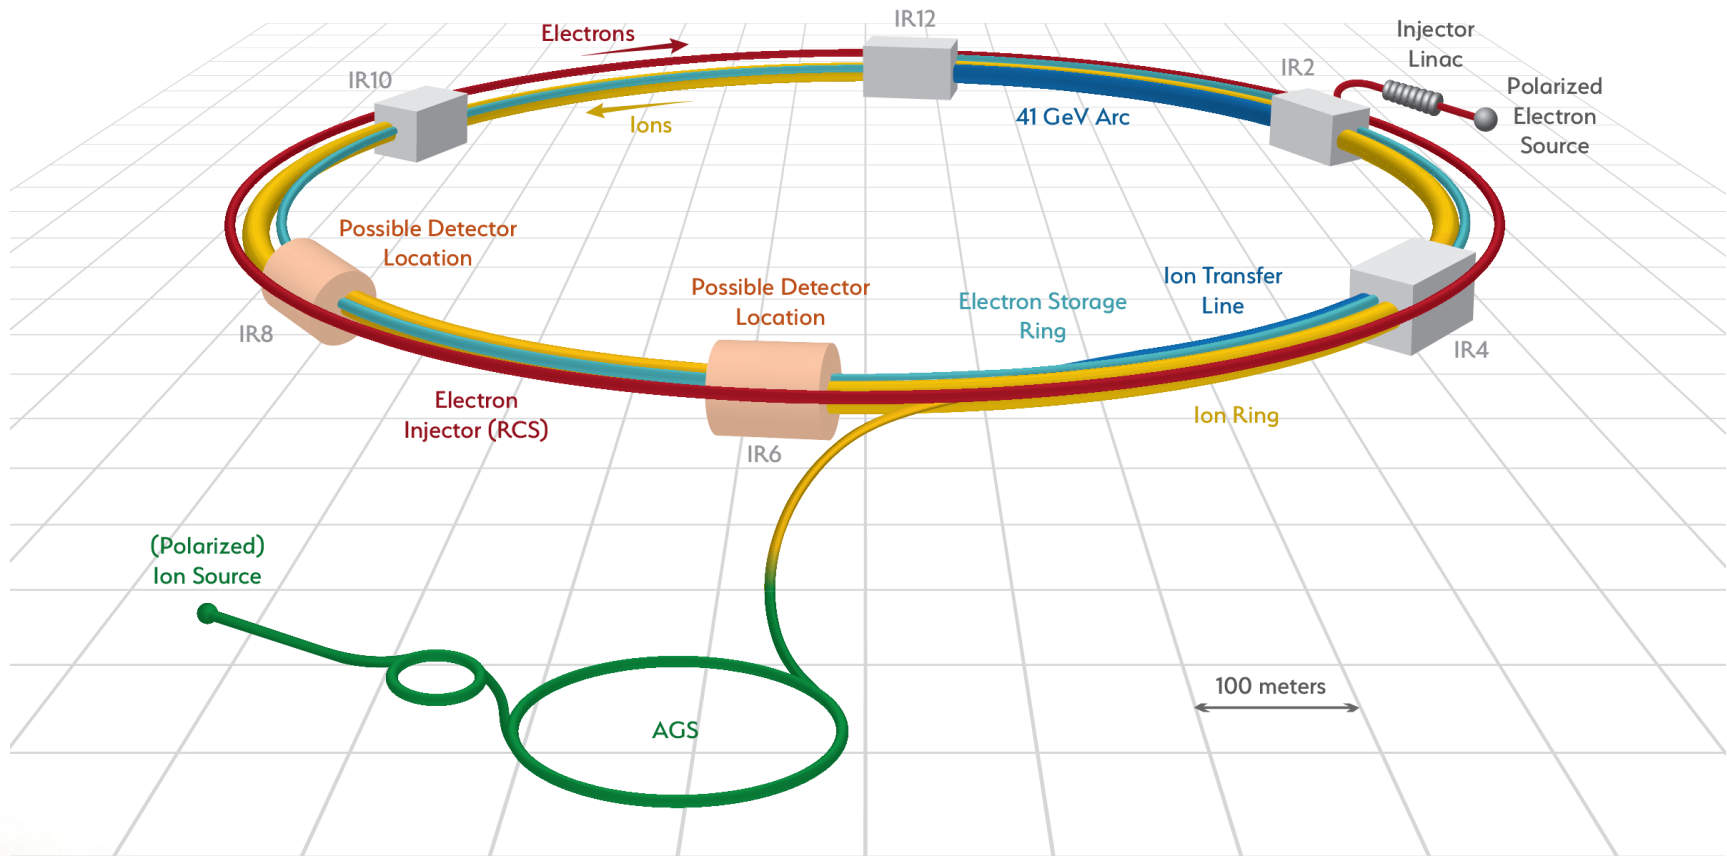 IR12
Electrons
Injector
Linac
IR10
IR2
Polarized
Electron
Source
Ions
41 GeV Arc
Possible Detector
Location
Possible Detector
Location
Ion Transfer
Line
Electron Storage
Ring
IR8
IR4
Electron
Injector (RCS)
Ion Ring
IR6
(Polarized)
Ion Source
100 meters
AGS